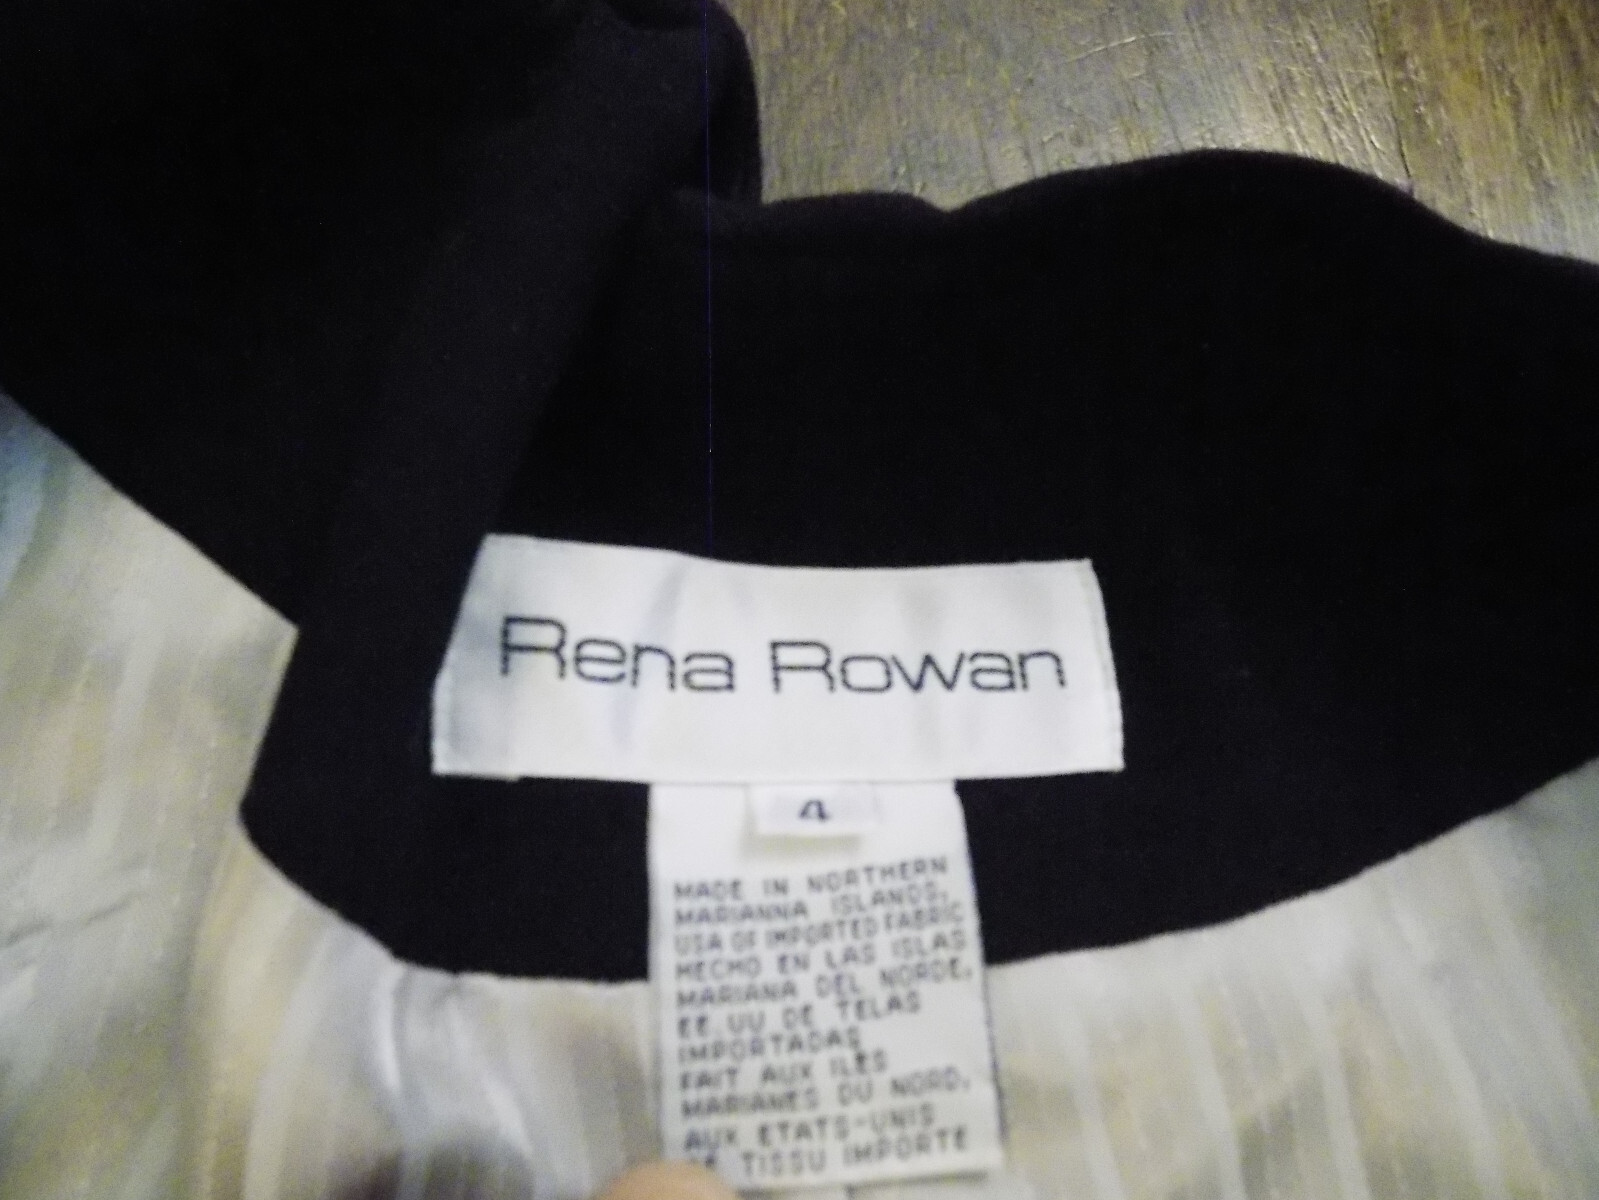 Rena Rowan
4
MADE IN NORTHERN
MARIANNA ISLANDS,
USA OF IMPORTED FABRIC
HECHO EN LAS ISLAS
MARIANA DEL NORDE,
EE.UU DE TELAS
IMPORTADAS
FAIT AUX ILES
MARIANES DU NORD,
AUX ETATS-UNIS
DE TISSU IMPORTE